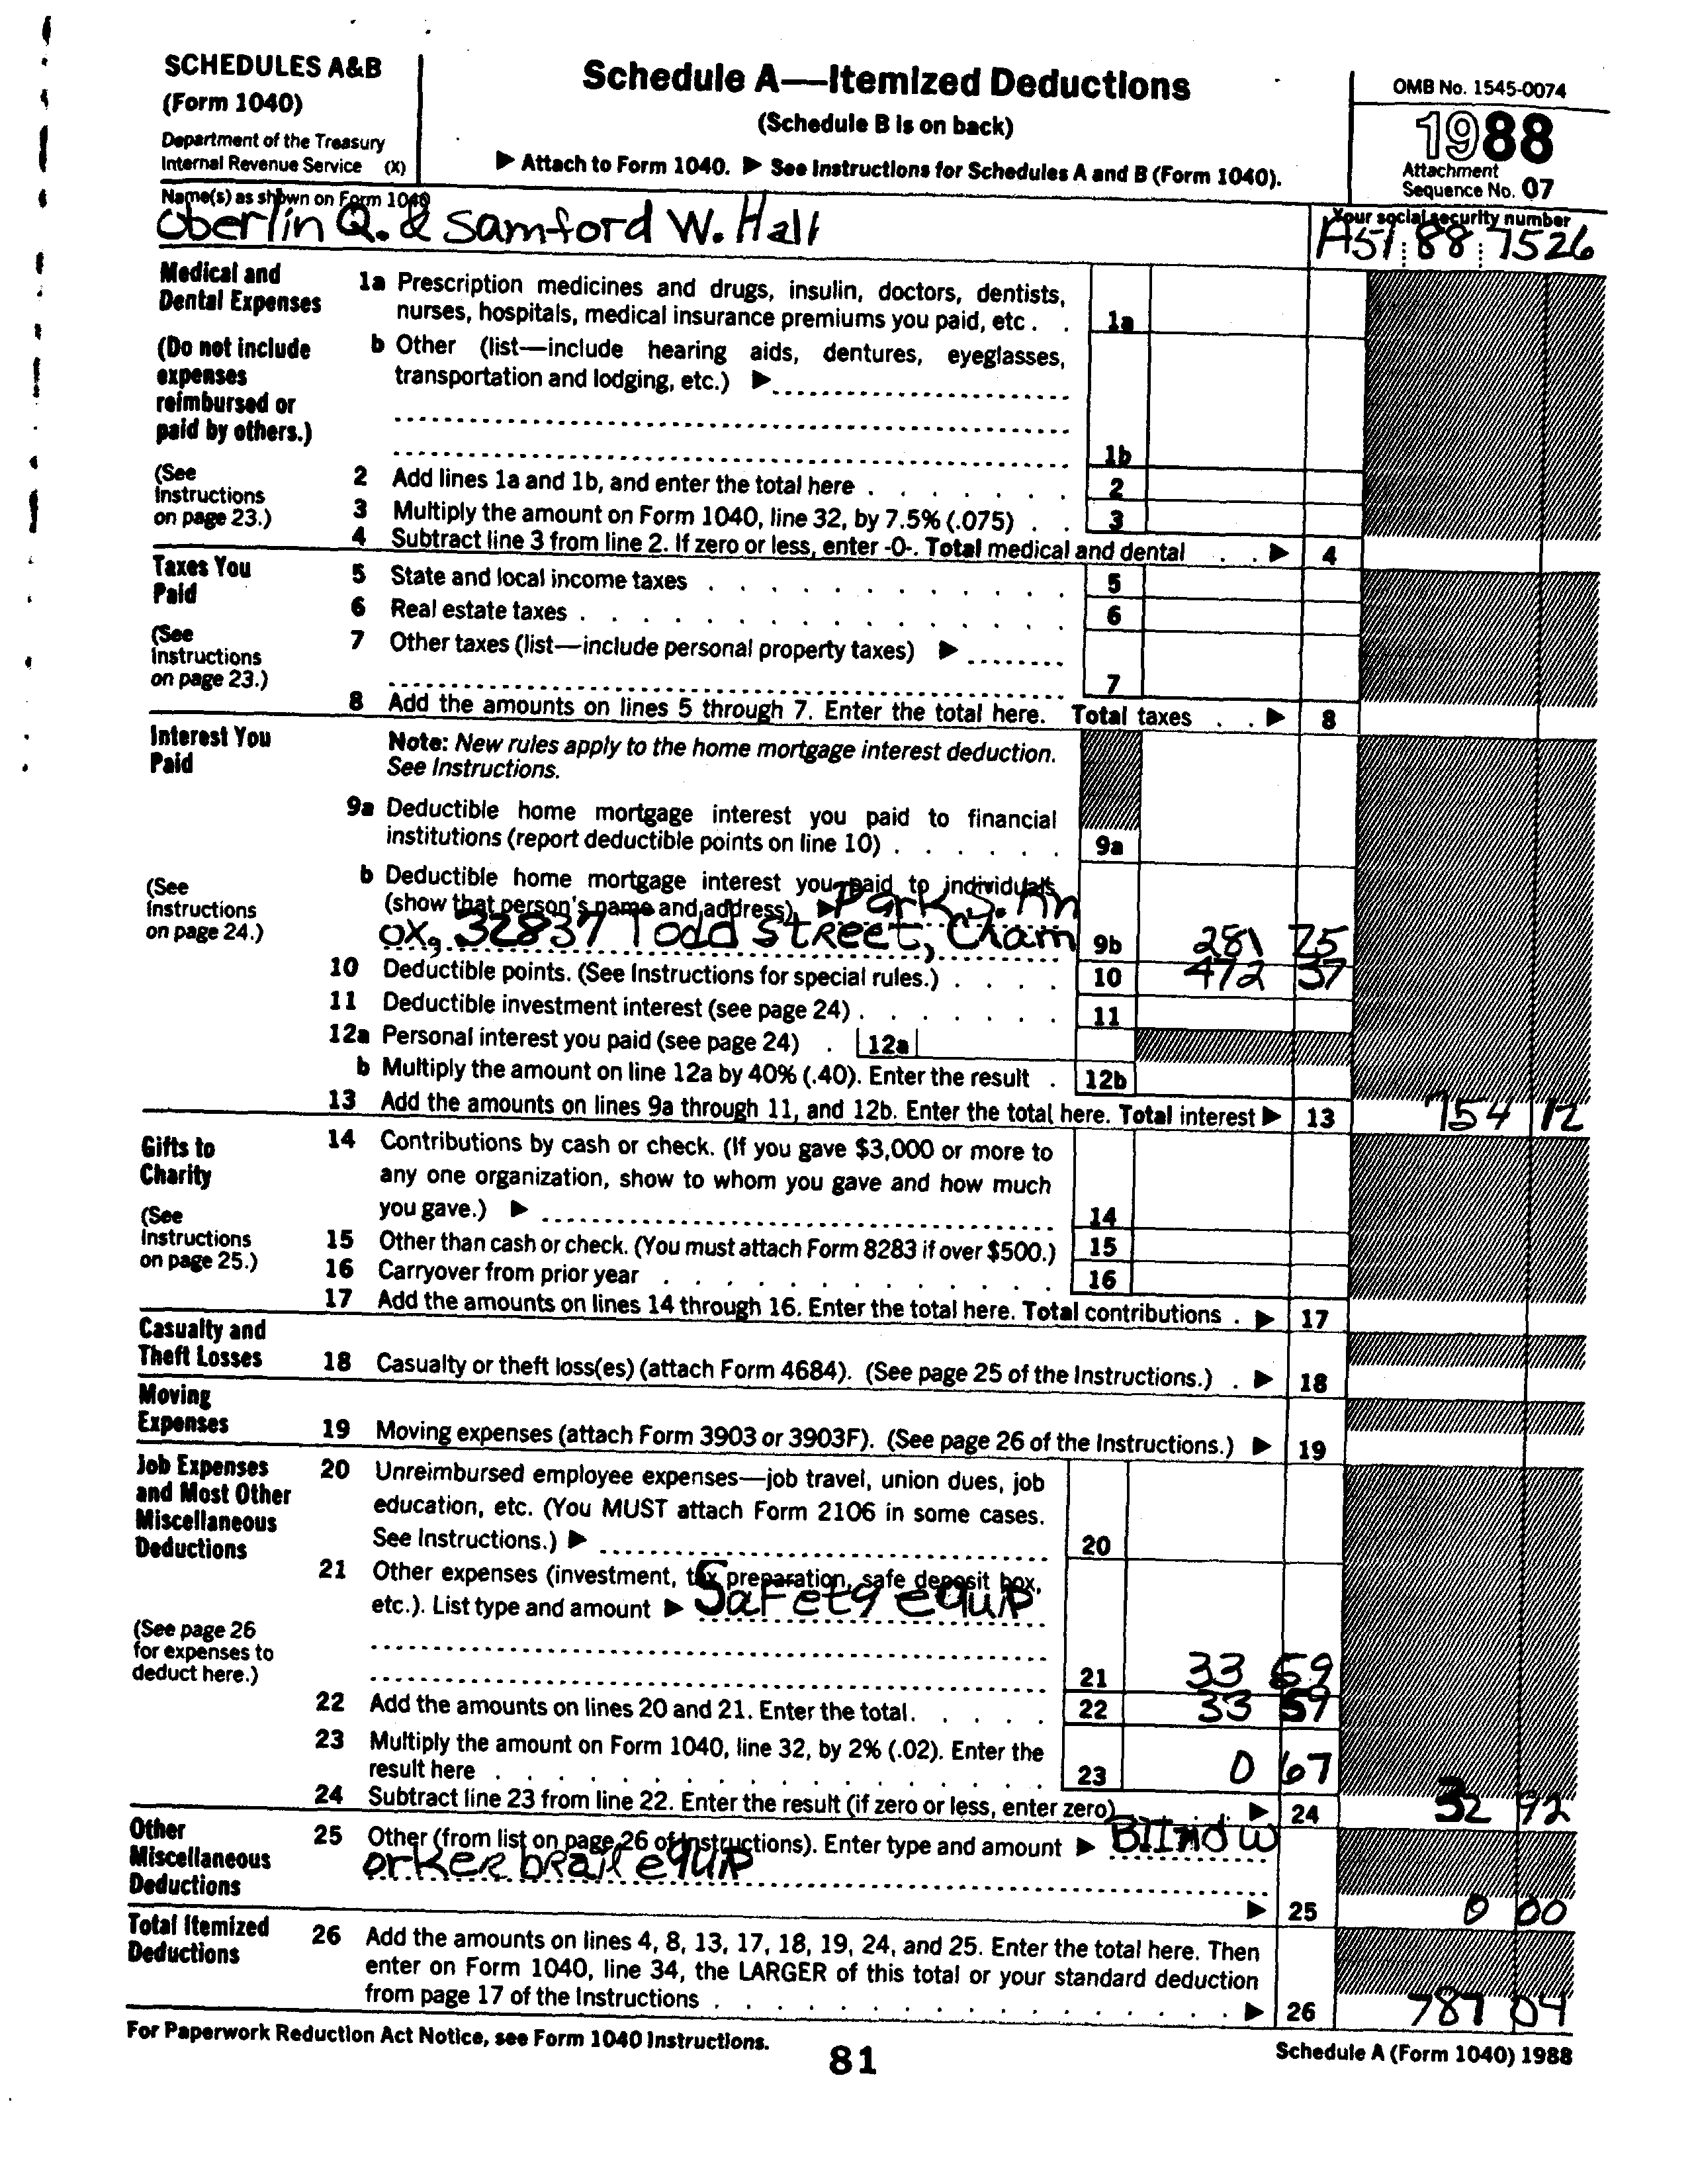 SCHEDULES A&B
(Form 1040)
Department of the Treasury
Internal Revenue Service (X)
Schedule A—Itemized Deductions
(Schedule B is on back)
▶ Attach to Form 1040. ▶ See Instructions for Schedules A and B (Form 1040).
OMB No. 1545-0074
1988
Attachment
Sequence No. 07
Name(s) as shown on Form 1040
Oberlin Q. & Samford W. Hall
Your social security number
A51 88 7526
Medical and
Dental Expenses
(Do not include
expenses
reimbursed or
paid by others.)
(See
Instructions
on page 23.)
1a Prescription medicines and drugs, insulin, doctors, dentists,
nurses, hospitals, medical insurance premiums you paid, etc . . 1a
b Other (list—include hearing aids, dentures, eyeglasses,
transportation and lodging, etc.) ▶
1b
2 Add lines 1a and 1b, and enter the total here . . . . . . . 2
3 Multiply the amount on Form 1040, line 32, by 7.5% (.075) . . 3
4 Subtract line 3 from line 2. If zero or less, enter -0-. Total medical and dental . . ▶ 4
Taxes You
Paid
(See
Instructions
on page 23.)
5 State and local income taxes . . . . . . . . . . . . 5
6 Real estate taxes . . . . . . . . . . . . . . . . 6
7 Other taxes (list—include personal property taxes) ▶
7
8 Add the amounts on lines 5 through 7. Enter the total here. Total taxes . . ▶ 8
Interest You
Paid
(See
Instructions
on page 24.)
Note: New rules apply to the home mortgage interest deduction.
See Instructions.
9a Deductible home mortgage interest you paid to financial
institutions (report deductible points on line 10) . . . . . . 9a
b Deductible home mortgage interest you paid to individuals
(show that person's name and address) ▶ Park S. Kn
ox, 32837 Todd Street, Cham 9b 281 75
10 Deductible points. (See Instructions for special rules.) . . . . 10 472 37
11 Deductible investment interest (see page 24) . . . . . . . 11
12a Personal interest you paid (see page 24) . 12a
b Multiply the amount on line 12a by 40% (.40). Enter the result . 12b
13 Add the amounts on lines 9a through 11, and 12b. Enter the total here. Total interest ▶ 13 754 12
Gifts to
Charity
(See
Instructions
on page 25.)
14 Contributions by cash or check. (If you gave $3,000 or more to
any one organization, show to whom you gave and how much
you gave.) ▶ 14
15 Other than cash or check. (You must attach Form 8283 if over $500.) 15
16 Carryover from prior year . . . . . . . . . . . . . 16
17 Add the amounts on lines 14 through 16. Enter the total here. Total contributions . ▶ 17
Casualty and
Theft Losses
18 Casualty or theft loss(es) (attach Form 4684). (See page 25 of the Instructions.) . ▶ 18
Moving
Expenses
19 Moving expenses (attach Form 3903 or 3903F). (See page 26 of the Instructions.) ▶ 19
Job Expenses
and Most Other
Miscellaneous
Deductions
(See page 26
for expenses to
deduct here.)
20 Unreimbursed employee expenses—job travel, union dues, job
education, etc. (You MUST attach Form 2106 in some cases.
See Instructions.) ▶ 20
21 Other expenses (investment, tax preparation, safe deposit box,
etc.). List type and amount ▶ Safety equip
21 33 59
22 Add the amounts on lines 20 and 21. Enter the total. . . . . 22 33 59
23 Multiply the amount on Form 1040, line 32, by 2% (.02). Enter the
result here . . . . . . . . . . . . . . . . . . . 23 0 67
24 Subtract line 23 from line 22. Enter the result (if zero or less, enter zero) . . . ▶ 24 32 92
Other
Miscellaneous
Deductions
25 Other (from list on page 26 of Instructions). Enter type and amount ▶ Blind w
orker brail equip
▶ 25 0 00
Total Itemized
Deductions
26 Add the amounts on lines 4, 8, 13, 17, 18, 19, 24, and 25. Enter the total here. Then
enter on Form 1040, line 34, the LARGER of this total or your standard deduction
from page 17 of the Instructions . . . . . . . . . . . . . . . . . . ▶ 26 787 04
For Paperwork Reduction Act Notice, see Form 1040 Instructions.
81
Schedule A (Form 1040) 1988